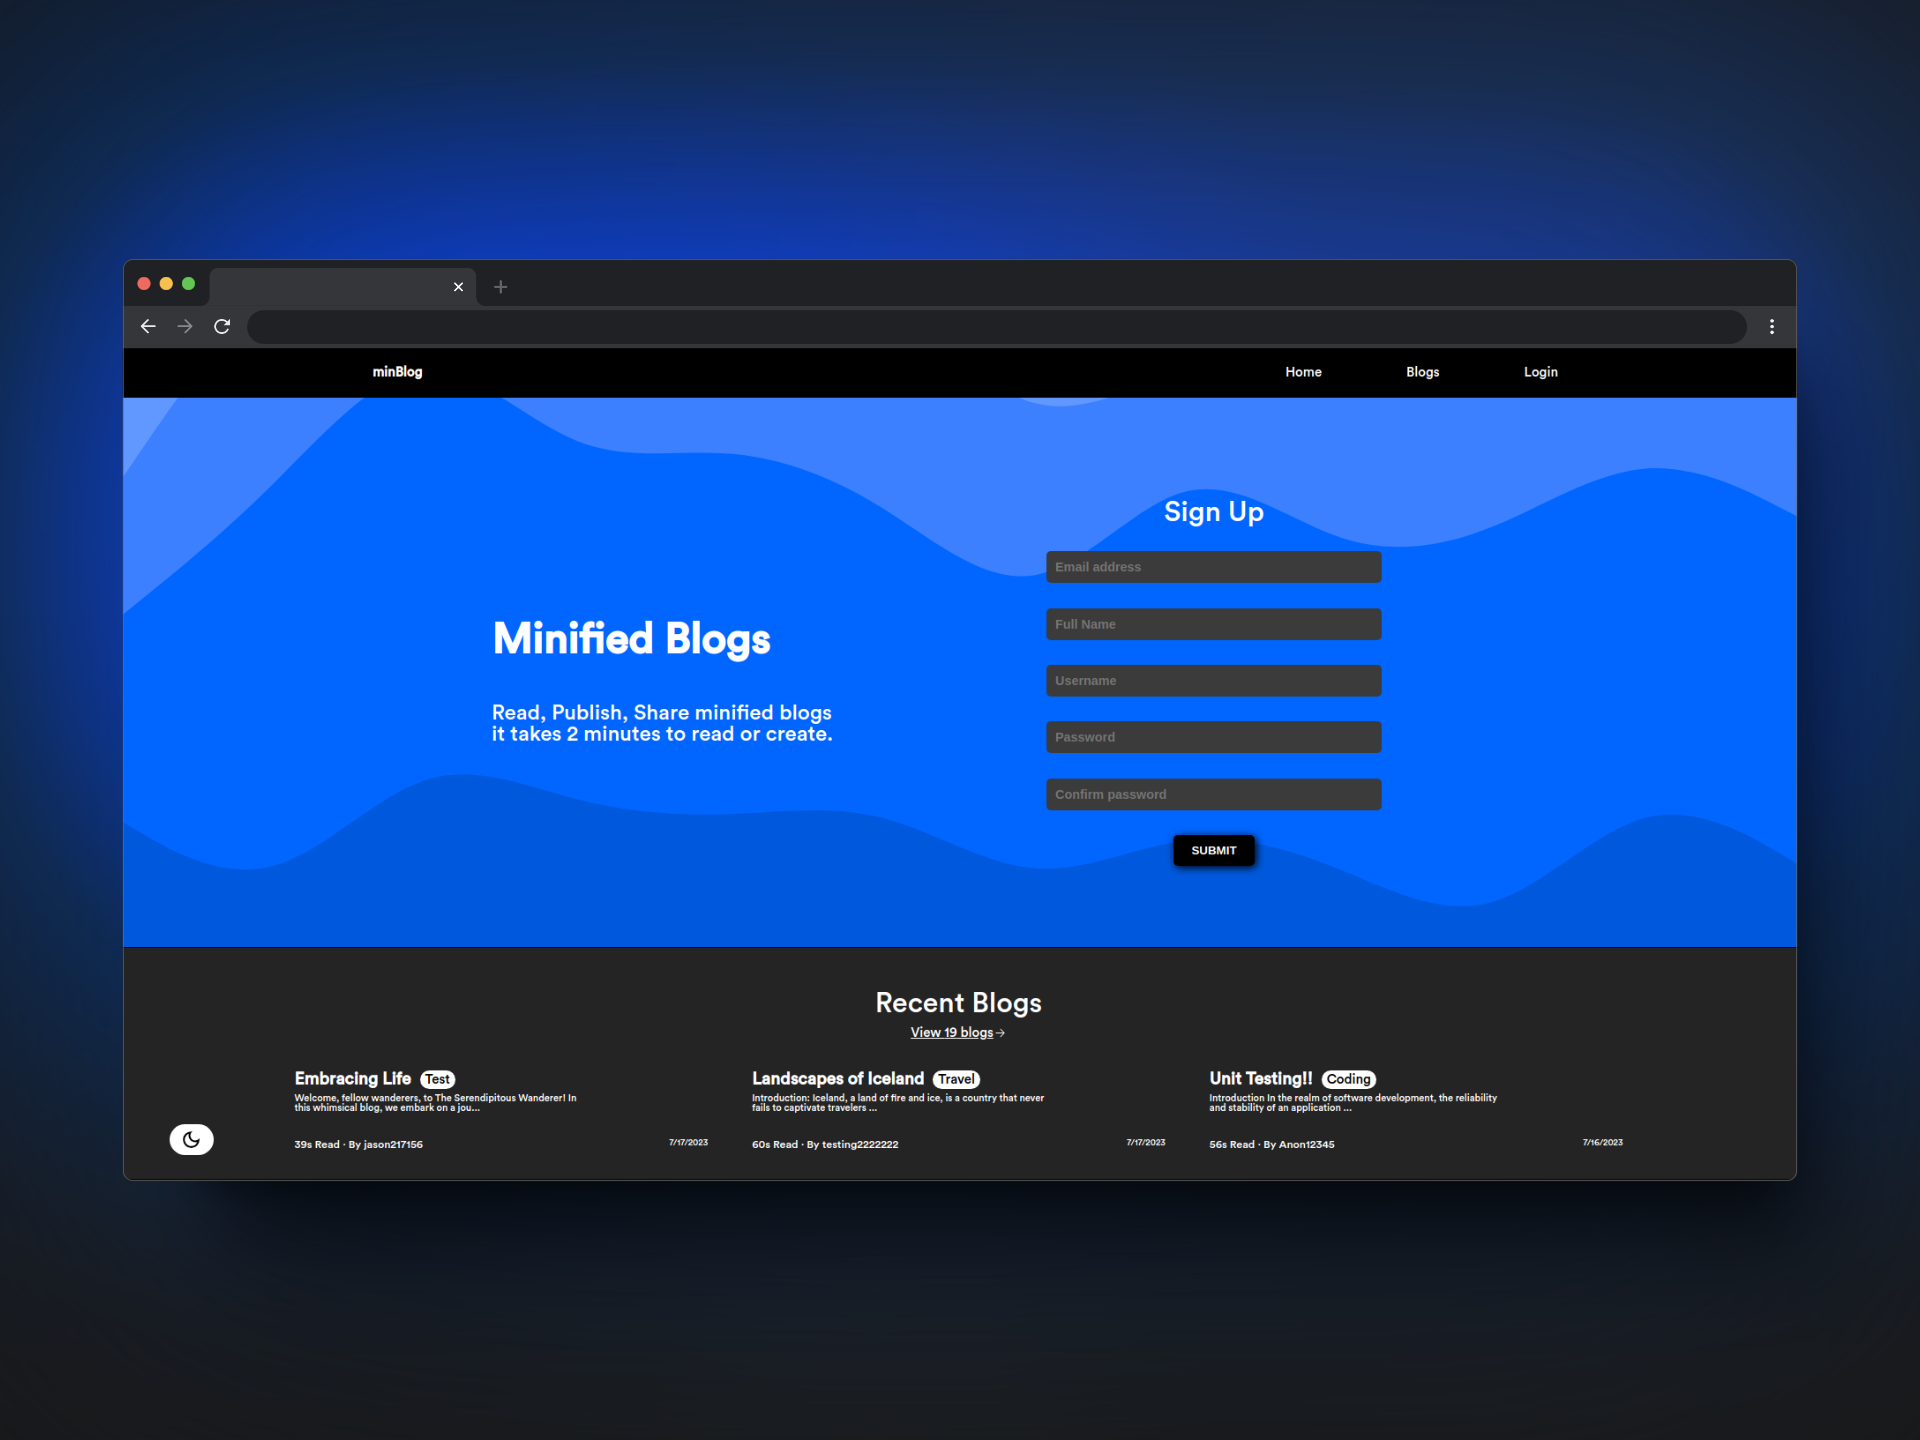 minBlog
Home
Blogs
Login
Sign Up
Email address
Full Name
Username
Password
Confirm password
SUBMIT
Minified Blogs
Read, Publish, Share minified blogs
it takes 2 minutes to read or create.
Recent Blogs
View 19 blogs→
Embracing Life Test
Welcome, fellow wanderers, to The Serendipitous Wanderer! In
this whimsical blog, we embark on a jou...
39s Read · By jason217156
7/17/2023
Landscapes of Iceland Travel
Introduction: Iceland, a land of fire and ice, is a country that never
fails to captivate travelers ...
60s Read · By testing2222222
7/17/2023
Unit Testing!! Coding
Introduction In the realm of software development, the reliability
and stability of an application ...
56s Read · By Anon12345
7/16/2023